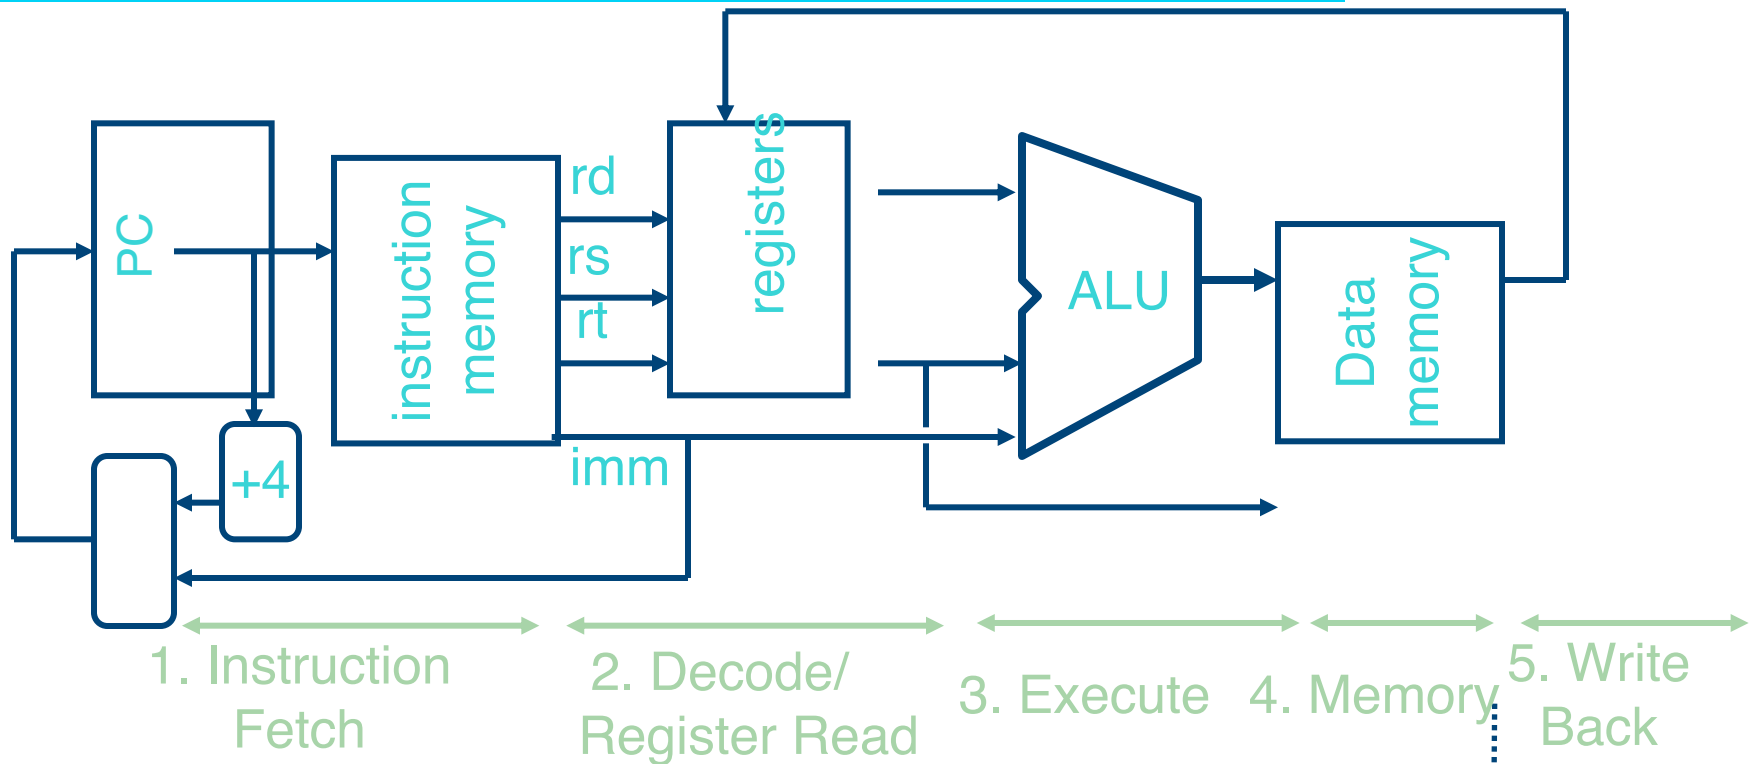 PC
instruction
memory
rd
rs
rt
imm
registers
ALU
Data
memory
+4
1. Instruction
Fetch
2. Decode/
Register Read
3. Execute
4. Memory
5. Write
Back